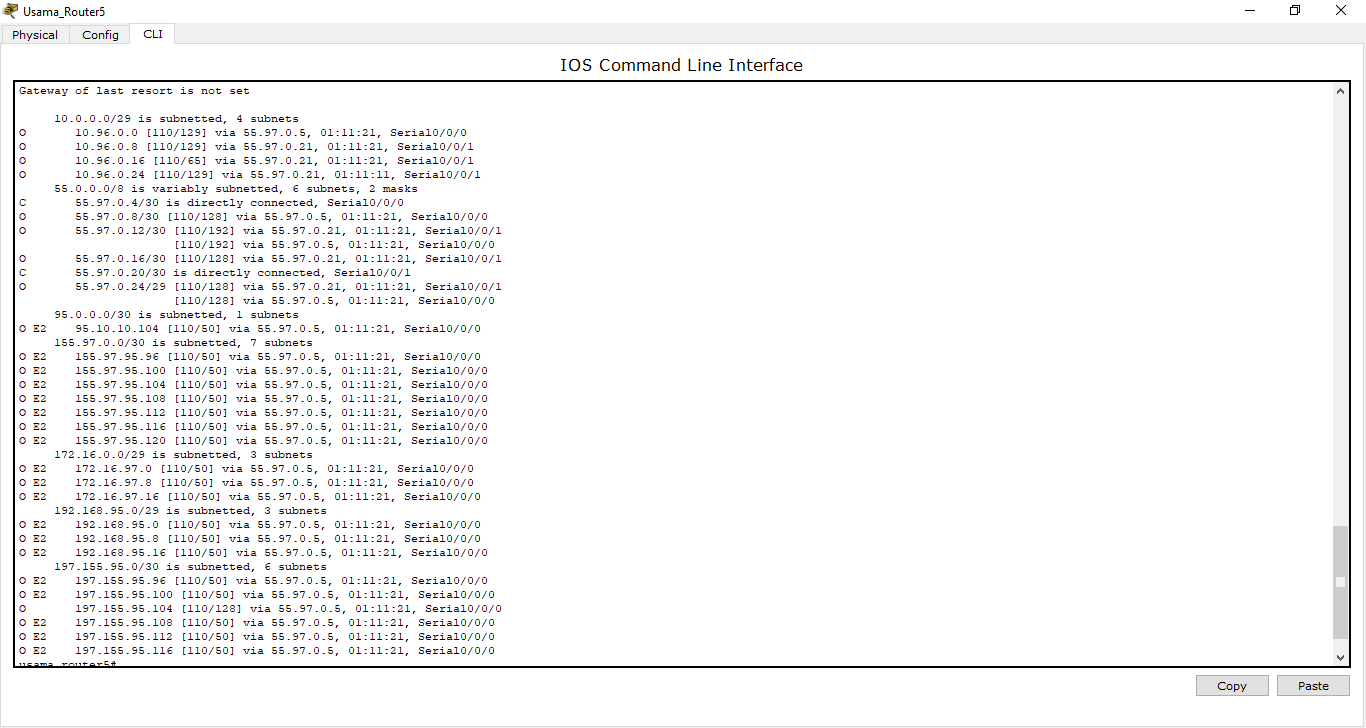 Usama_Router5
Physical Config CLI
IOS Command Line Interface
Gateway of last resort is not set
10.0.0.0/29 is subnetted, 4 subnets
O 10.96.0.0 [110/129] via 55.97.0.5, 01:11:21, Serial0/0/0
O 10.96.0.8 [110/129] via 55.97.0.21, 01:11:21, Serial0/0/1
O 10.96.0.16 [110/65] via 55.97.0.21, 01:11:21, Serial0/0/1
O 10.96.0.24 [110/129] via 55.97.0.21, 01:11:11, Serial0/0/1
55.0.0.0/8 is variably subnetted, 6 subnets, 2 masks
C 55.97.0.4/30 is directly connected, Serial0/0/0
O 55.97.0.8/30 [110/128] via 55.97.0.5, 01:11:21, Serial0/0/0
O 55.97.0.12/30 [110/192] via 55.97.0.21, 01:11:21, Serial0/0/1
[110/192] via 55.97.0.5, 01:11:21, Serial0/0/0
O 55.97.0.16/30 [110/128] via 55.97.0.21, 01:11:21, Serial0/0/1
C 55.97.0.20/30 is directly connected, Serial0/0/1
O 55.97.0.24/29 [110/128] via 55.97.0.21, 01:11:21, Serial0/0/1
[110/128] via 55.97.0.5, 01:11:21, Serial0/0/0
95.0.0.0/30 is subnetted, 1 subnets
O E2 95.10.10.104 [110/50] via 55.97.0.5, 01:11:21, Serial0/0/0
155.97.0.0/30 is subnetted, 7 subnets
O E2 155.97.95.96 [110/50] via 55.97.0.5, 01:11:21, Serial0/0/0
O E2 155.97.95.100 [110/50] via 55.97.0.5, 01:11:21, Serial0/0/0
O E2 155.97.95.104 [110/50] via 55.97.0.5, 01:11:21, Serial0/0/0
O E2 155.97.95.108 [110/50] via 55.97.0.5, 01:11:21, Serial0/0/0
O E2 155.97.95.112 [110/50] via 55.97.0.5, 01:11:21, Serial0/0/0
O E2 155.97.95.116 [110/50] via 55.97.0.5, 01:11:21, Serial0/0/0
O E2 155.97.95.120 [110/50] via 55.97.0.5, 01:11:21, Serial0/0/0
172.16.0.0/29 is subnetted, 3 subnets
O E2 172.16.97.0 [110/50] via 55.97.0.5, 01:11:21, Serial0/0/0
O E2 172.16.97.8 [110/50] via 55.97.0.5, 01:11:21, Serial0/0/0
O E2 172.16.97.16 [110/50] via 55.97.0.5, 01:11:21, Serial0/0/0
192.168.95.0/29 is subnetted, 3 subnets
O E2 192.168.95.0 [110/50] via 55.97.0.5, 01:11:21, Serial0/0/0
O E2 192.168.95.8 [110/50] via 55.97.0.5, 01:11:21, Serial0/0/0
O E2 192.168.95.16 [110/50] via 55.97.0.5, 01:11:21, Serial0/0/0
197.155.95.0/30 is subnetted, 6 subnets
O E2 197.155.95.96 [110/50] via 55.97.0.5, 01:11:21, Serial0/0/0
O E2 197.155.95.100 [110/50] via 55.97.0.5, 01:11:21, Serial0/0/0
O 197.155.95.104 [110/128] via 55.97.0.5, 01:11:21, Serial0/0/0
O E2 197.155.95.108 [110/50] via 55.97.0.5, 01:11:21, Serial0/0/0
O E2 197.155.95.112 [110/50] via 55.97.0.5, 01:11:21, Serial0/0/0
O E2 197.155.95.116 [110/50] via 55.97.0.5, 01:11:21, Serial0/0/0
usama_router5#
Copy Paste